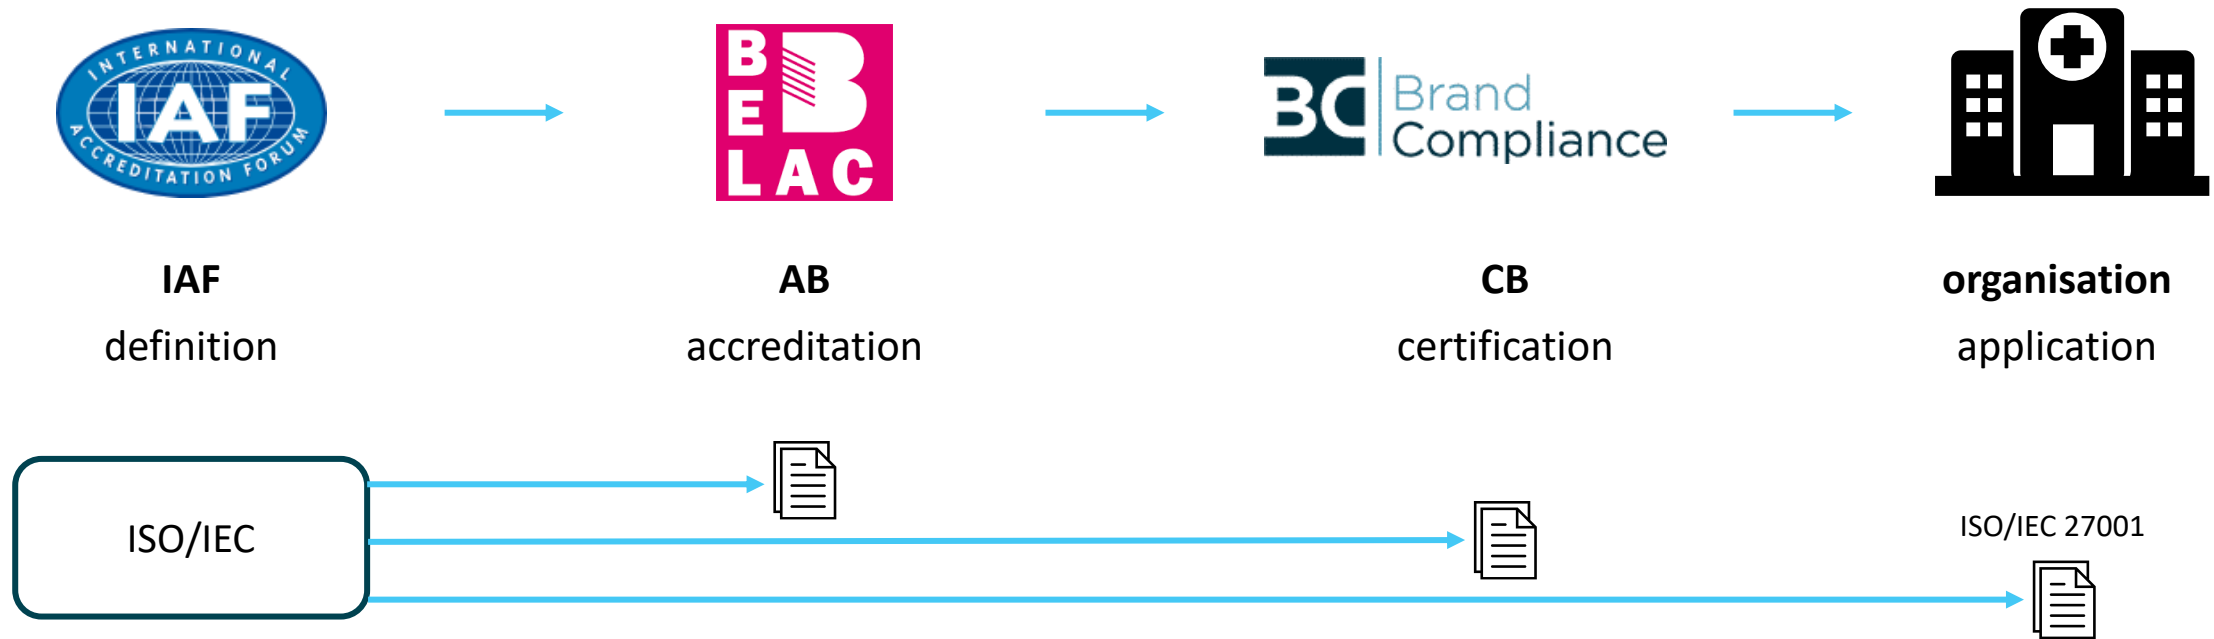 INTERNATIONAL
IAF
ACCREDITATION FORUM
B
E
LAC
BC
Brand
Compliance
IAF
AB
CB
organisation
definition
accreditation
certification
application
ISO/IEC
ISO/IEC 27001